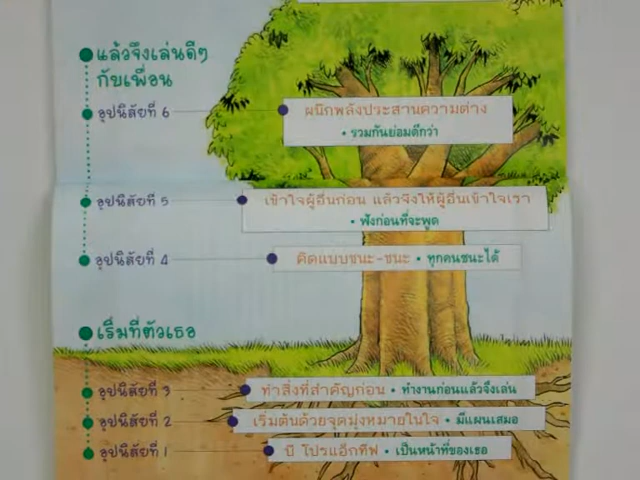 แล้วจึงเล่นดีๆ
กับเพื่อน
อุปนิสัยที่ 6
ผนึกพลังประสานความต่าง
• รวมกันย่อมดีกว่า
อุปนิสัยที่ 5
เข้าใจผู้อื่นก่อน แล้วจึงให้ผู้อื่นเข้าใจเรา
• ฟังก่อนที่จะพูด
อุปนิสัยที่ 4
คิดแบบชนะ-ชนะ • ทุกคนชนะได้
เริ่มที่ตัวเธอ
อุปนิสัยที่ 3
ทำสิ่งที่สำคัญก่อน • ทำงานก่อนแล้วจึงเล่น
อุปนิสัยที่ 2
เริ่มต้นด้วยจุดมุ่งหมายในใจ • มีแผนเสมอ
อุปนิสัยที่ 1
บี โปรแอ็กทีฟ • เป็นหน้าที่ของเธอ